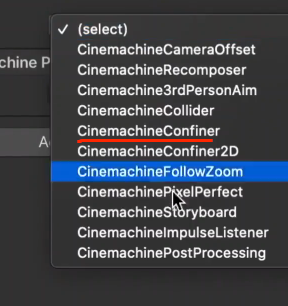 ✓ (select)
CinemachineCameraOffset
chine P
CinemachineRecomposer
Cinemachine3rdPersonAim
CinemachineCollider
CinemachineConfiner
A
CinemachineConfiner2D
CinemachineFollowZoom
CinemachinePixelPerfect
CinemachineStoryboard
CinemachineImpulseListener
CinemachinePostProcessing